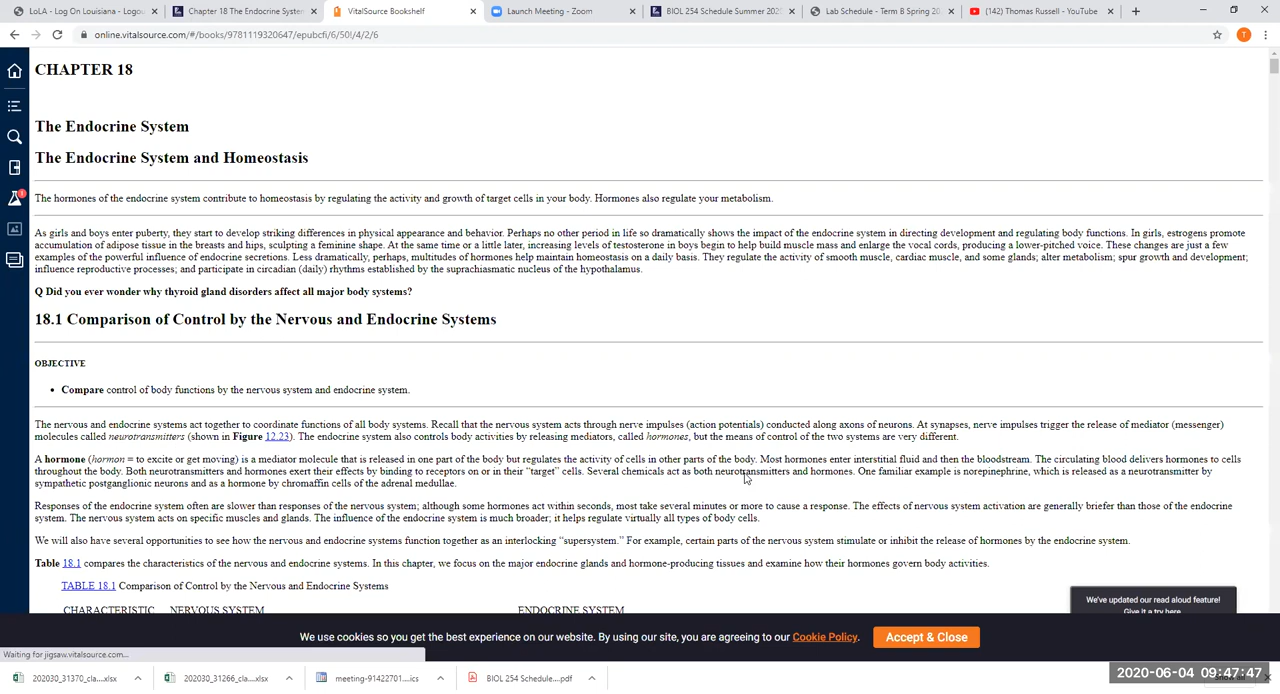 LoLA - Log On Louisiana - Logou
Chapter 18 The Endocrine System
VitalSource Bookshelf
Launch Meeting - Zoom
BIOL 254 Schedule Summer 202
Lab Schedule - Term B Spring 20
(142) Thomas Russell - YouTube
online.vitalsource.com/#/books/9781119320647/epubcfi/6/50!/4/2/6
T
CHAPTER 18
1
The Endocrine System
The Endocrine System and Homeostasis
The hormones of the endocrine system contribute to homeostasis by regulating the activity and growth of target cells in your body. Hormones also regulate your metabolism.
As girls and boys enter puberty, they start to develop striking differences in physical appearance and behavior. Perhaps no other period in life so dramatically shows the impact of the endocrine system in directing development and regulating body functions. In girls, estrogens promote
accumulation of adipose tissue in the breasts and hips, sculpting a feminine shape. At the same time or a little later, increasing levels of testosterone in boys begin to help build muscle mass and enlarge the vocal cords, producing a lower-pitched voice. These changes are just a few
examples of the powerful influence of endocrine secretions. Less dramatically, perhaps, multitudes of hormones help maintain homeostasis on a daily basis. They regulate the activity of smooth muscle, cardiac muscle, and some glands; alter metabolism; spur growth and development;
influence reproductive processes; and participate in circadian (daily) rhythms established by the suprachiasmatic nucleus of the hypothalamus.
Q Did you ever wonder why thyroid gland disorders affect all major body systems?
18.1 Comparison of Control by the Nervous and Endocrine Systems
OBJECTIVE
• Compare control of body functions by the nervous system and endocrine system.
The nervous and endocrine systems act together to coordinate functions of all body systems. Recall that the nervous system acts through nerve impulses (action potentials) conducted along axons of neurons. At synapses, nerve impulses trigger the release of mediator (messenger)
molecules called neurotransmitters (shown in Figure 12.23). The endocrine system also controls body activities by releasing mediators, called hormones, but the means of control of the two systems are very different.
A hormone (hormon = to excite or get moving) is a mediator molecule that is released in one part of the body but regulates the activity of cells in other parts of the body. Most hormones enter interstitial fluid and then the bloodstream. The circulating blood delivers hormones to cells
throughout the body. Both neurotransmitters and hormones exert their effects by binding to receptors on or in their “target” cells. Several chemicals act as both neurotransmitters and hormones. One familiar example is norepinephrine, which is released as a neurotransmitter by
sympathetic postganglionic neurons and as a hormone by chromaffin cells of the adrenal medullae.
Responses of the endocrine system often are slower than responses of the nervous system; although some hormones act within seconds, most take several minutes or more to cause a response. The effects of nervous system activation are generally briefer than those of the endocrine
system. The nervous system acts on specific muscles and glands. The influence of the endocrine system is much broader; it helps regulate virtually all types of body cells.
We will also have several opportunities to see how the nervous and endocrine systems function together as an interlocking “supersystem.” For example, certain parts of the nervous system stimulate or inhibit the release of hormones by the endocrine system.
Table 18.1 compares the characteristics of the nervous and endocrine systems. In this chapter, we focus on the major endocrine glands and hormone-producing tissues and examine how their hormones govern body activities.
TABLE 18.1 Comparison of Control by the Nervous and Endocrine Systems
CHARACTERISTIC NERVOUS SYSTEM ENDOCRINE SYSTEM
We've updated our read aloud feature!
Give it a try here
We use cookies so you get the best experience on our website. By using our site, you are agreeing to our Cookie Policy.
Accept & Close
Waiting for jigsaw.vitalsource.com...
202030_31370_cla....xlsx
202030_31266_cla....xlsx
meeting-91422701....ics
BIOL 254 Schedule....pdf
2020-06-04 09:47:47